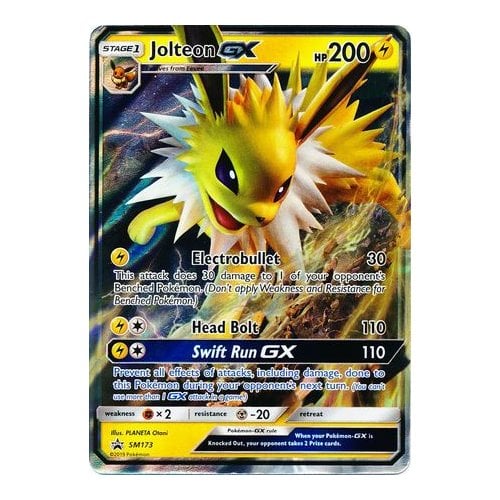 STAGE1 Jolteon GX HP200
Evolves from Eevee
Electrobullet 30
This attack does 30 damage to 1 of your opponent's
Benched Pokémon. (Don't apply Weakness and Resistance for
Benched Pokémon.)
Head Bolt 110
Swift Run GX 110
Prevent all effects of attacks, including damage, done to
this Pokémon during your opponent's next turn. (You can't
use more than 1 GX attack in a game.)
weakness ×2 resistance -20 retreat
Illus. PLANETA Otani
Pokémon-GX rule
When your Pokémon-GX is
Knocked Out, your opponent takes 2 Prize cards.
SM173
©2019 Pokémon